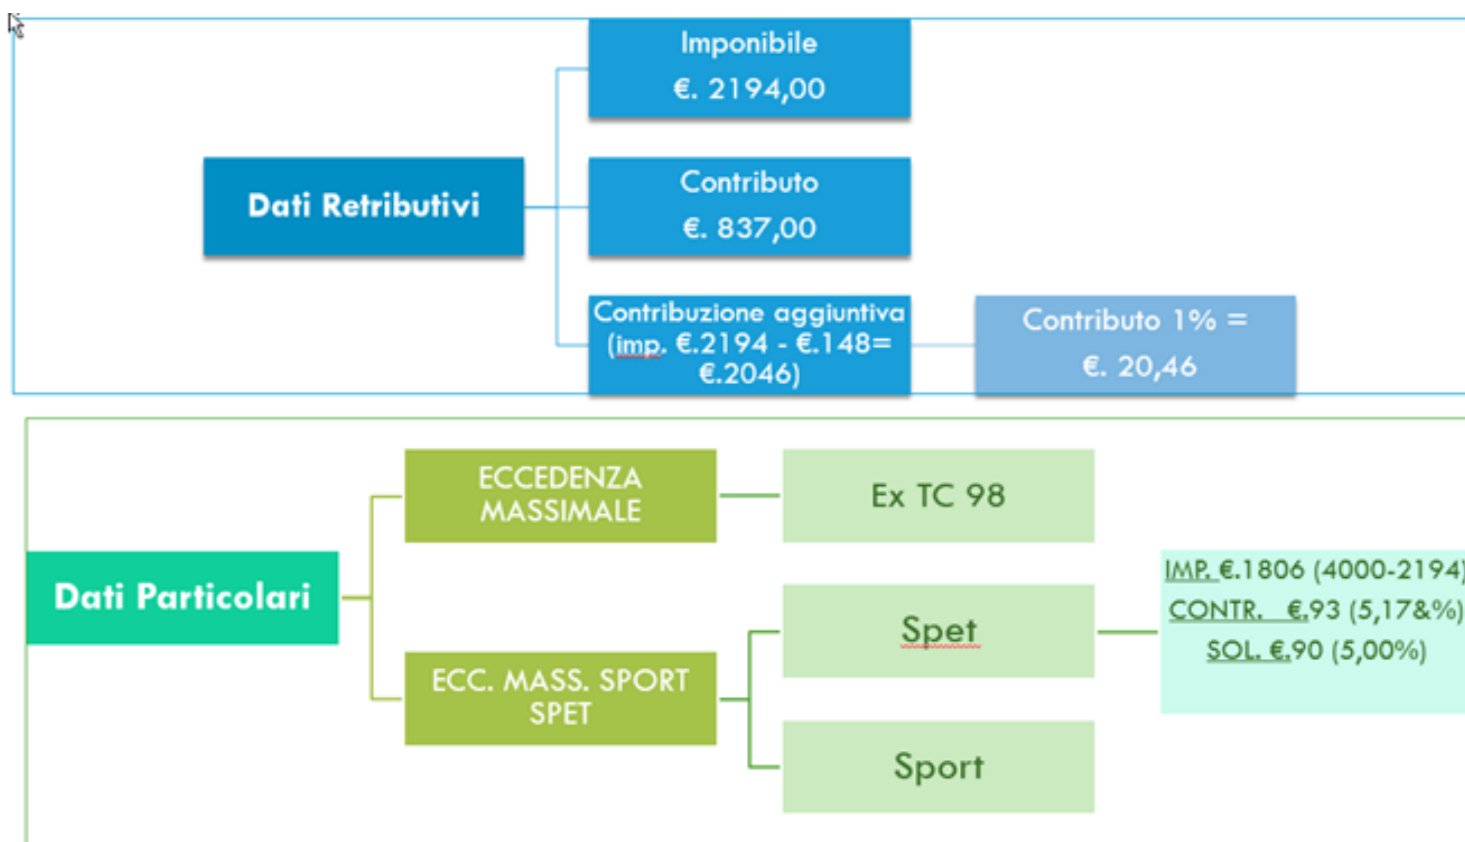 Imponibile
€. 2194,00
Dati Retributivi
Contributo
€. 837,00
Contribuzione aggiuntiva
(imp. €.2194 - €.148=
€.2046)
Contributo 1% =
€. 20,46
ECCEDENZA
MASSIMALE
Ex TC 98
Dati Particolari
ECC. MASS. SPORT
SPET
Spet
IMP. €.1806 (4000-2194)
CONTR. €.93 (5,17&%)
SOL. €.90 (5,00%)
Sport